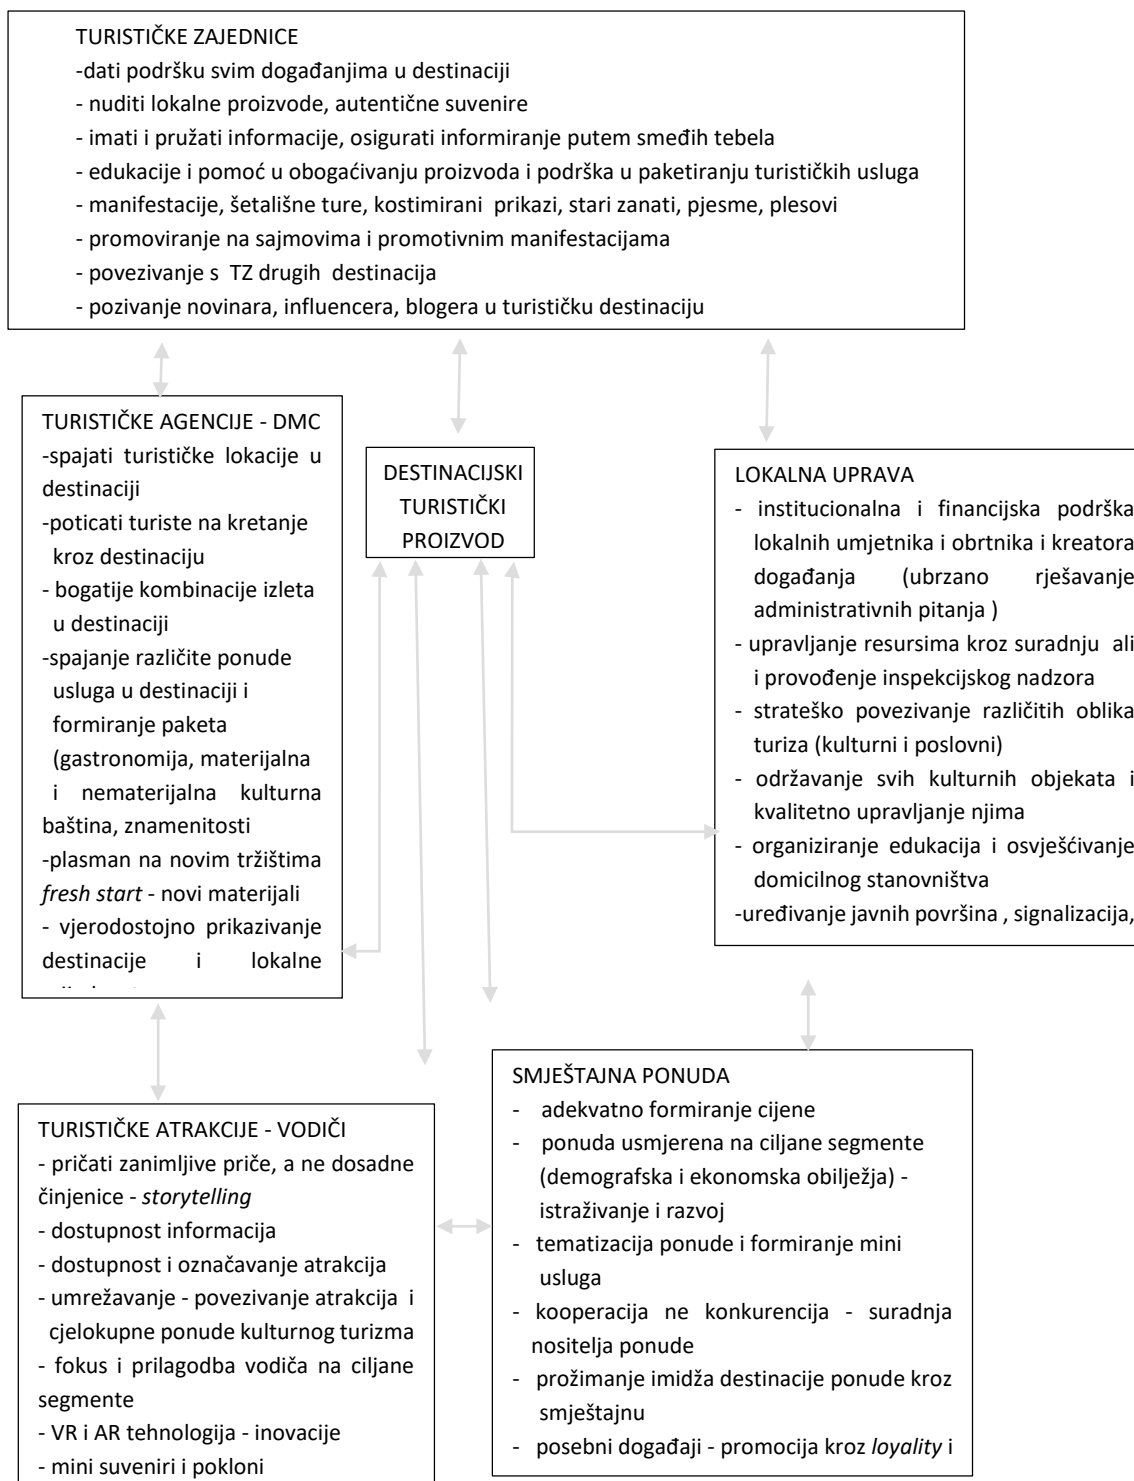 TURISTIČKE ZAJEDNICE
-dati podršku svim događanjima u destinaciji
- nuditi lokalne proizvode, autentične suvenire
- imati i pružati informacije, osigurati informiranje putem smeđih tebela
- edukacije i pomoć u obogaćivanju proizvoda i podrška u paketiranju turističkih usluga
- manifestacije, šetališne ture, kostimirani prikazi, stari zanati, pjesme, plesovi
- promoviranje na sajmovima i promotivnim manifestacijama
- povezivanje s TZ drugih destinacija
- pozivanje novinara, influencera, blogera u turističku destinaciju
TURISTIČKE AGENCIJE - DMC
-spajati turističke lokacije u
destinaciji
-poticati turiste na kretanje
kroz destinaciju
- bogatije kombinacije izleta
u destinaciji
-spajanje različite ponude
usluga u destinaciji i
formiranje paketa
(gastronomija, materijalna
i nematerijalna kulturna
baština, znamenitosti
-plasman na novim tržištima
fresh start - novi materijali
- vjerodostojno prikazivanje
destinacije i lokalne
DESTINACIJSKI
TURISTIČKI
PROIZVOD
LOKALNA UPRAVA
- institucionalna i financijska podrška
lokalnih umjetnika i obrtnika i kreatora
događanja (ubrzano rješavanje
administrativnih pitanja )
- upravljanje resursima kroz suradnju ali
i provođenje inspekcijskog nadzora
- strateško povezivanje različitih oblika
turiza (kulturni i poslovni)
- održavanje svih kulturnih objekata i
kvalitetno upravljanje njima
- organiziranje edukacija i osvješćivanje
domicilnog stanovništva
-uređivanje javnih površina , signalizacija,
TURISTIČKE ATRAKCIJE - VODIČI
- pričati zanimljive priče, a ne dosadne
činjenice - storytelling
- dostupnost informacija
- dostupnost i označavanje atrakcija
- umrežavanje - povezivanje atrakcija i
cjelokupne ponude kulturnog turizma
- fokus i prilagodba vodiča na ciljane
segmente
- VR i AR tehnologija - inovacije
- mini suveniri i pokloni
SMJEŠTAJNA PONUDA
- adekvatno formiranje cijene
- ponuda usmjerena na ciljane segmente
(demografska i ekonomska obilježja) -
istraživanje i razvoj
- tematizacija ponude i formiranje mini
usluga
- kooperacija ne konkurencija - suradnja
nositelja ponude
- prožimanje imidža destinacije ponude kroz
smještajnu
- posebni događaji - promocija kroz loyality i